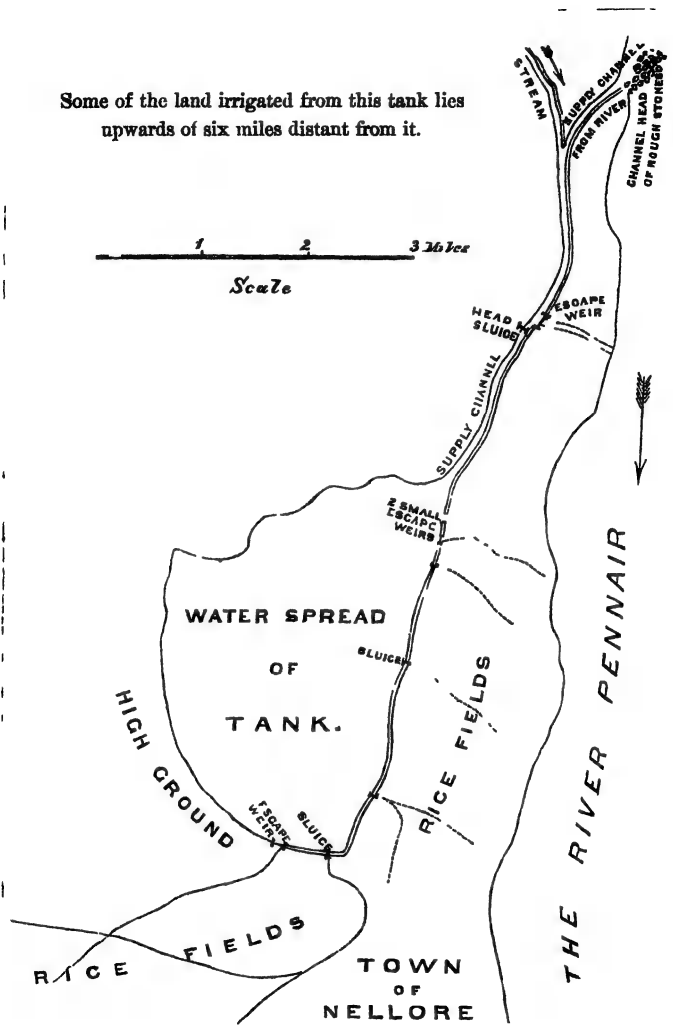 Some of the land irrigated from this tank lies
upwards of six miles distant from it.
STREAM
SUPPLY CHANNEL
FROM RIVER
CHANNEL HEAD
OF ROUGH STONES
1 2 3 Miles
Scale
HEAD
SLUICE
ESCAPE
WEIR
SUPPLY CHANNEL
2 SMALL
ESCAPE
WEIRS
WATER SPREAD
OF
TANK.
SLUICE
HIGH GROUND
RICE FIELDS
THE RIVER PENNAIR
ESCAPE
WEIR
SLUICE
RICE FIELDS
TOWN
OF
NELLORE